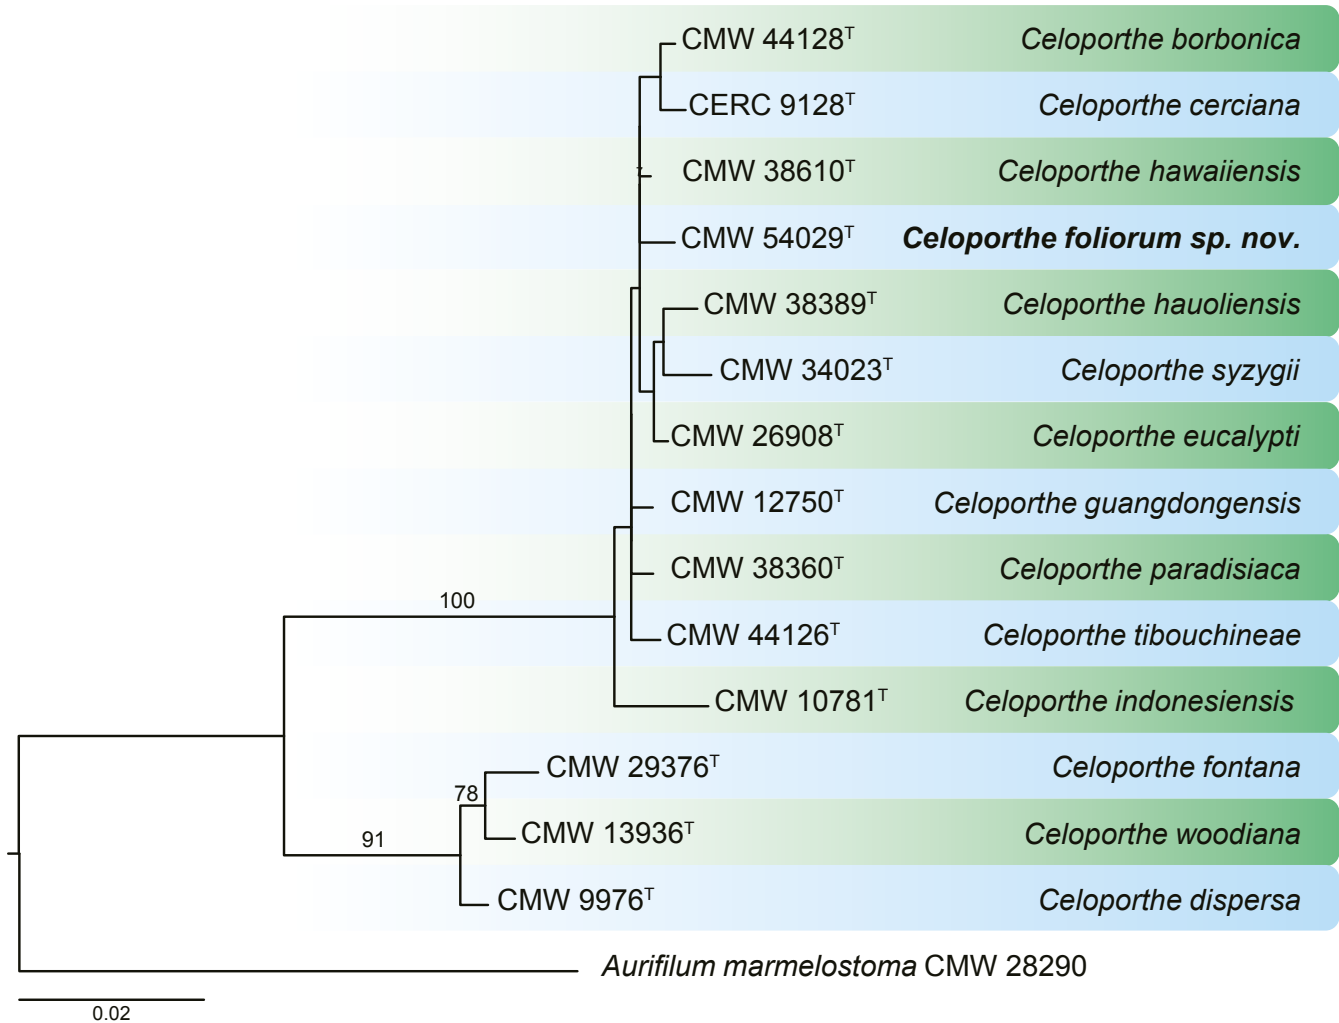 CMW 44128ᵀ Celoporthe borbonica
CERC 9128ᵀ Celoporthe cerciana
CMW 38610ᵀ Celoporthe hawaiiensis
CMW 54029ᵀ Celoporthe foliorum sp. nov.
CMW 38389ᵀ Celoporthe hauoliensis
CMW 34023ᵀ Celoporthe syzygii
CMW 26908ᵀ Celoporthe eucalypti
CMW 12750ᵀ Celoporthe guangdongensis
CMW 38360ᵀ Celoporthe paradisiaca
100
CMW 44126ᵀ Celoporthe tibouchineae
CMW 10781ᵀ Celoporthe indonesiensis
CMW 29376ᵀ Celoporthe fontana
78
CMW 13936ᵀ Celoporthe woodiana
91
CMW 9976ᵀ Celoporthe dispersa
Aurifilum marmelostoma CMW 28290
0.02